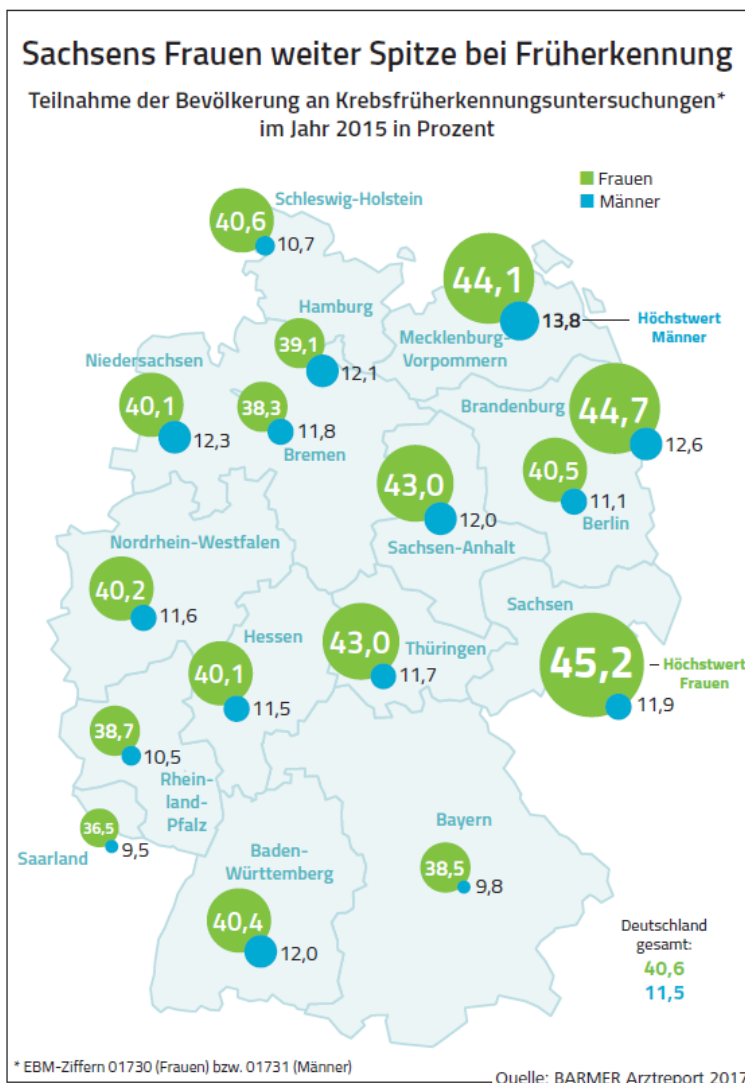 Sachsens Frauen weiter Spitze bei Früherkennung
Teilnahme der Bevölkerung an Krebsfrüherkennungsuntersuchungen*
im Jahr 2015 in Prozent
Frauen
Männer
Schleswig-Holstein
40,6
10,7
44,1
13,8
Höchstwert
Männer
Mecklenburg-
Vorpommern
Hamburg
39,1
12,1
Niedersachsen
40,1
12,3
38,3
11,8
Bremen
Brandenburg
44,7
12,6
40,5
11,1
Berlin
43,0
12,0
Sachsen-Anhalt
Nordrhein-Westfalen
40,2
11,6
Hessen
40,1
11,5
43,0
Thüringen
11,7
Sachsen
45,2
Höchstwert
Frauen
11,9
38,7
10,5
Rhein-
land-
Pfalz
36,5
9,5
Saarland
Baden-
Württemberg
40,4
12,0
Bayern
38,5
9,8
Deutschland
gesamt:
40,6
11,5
* EBM-Ziffern 01730 (Frauen) bzw. 01731 (Männer)
Quelle: BARMER Arztreport 2017